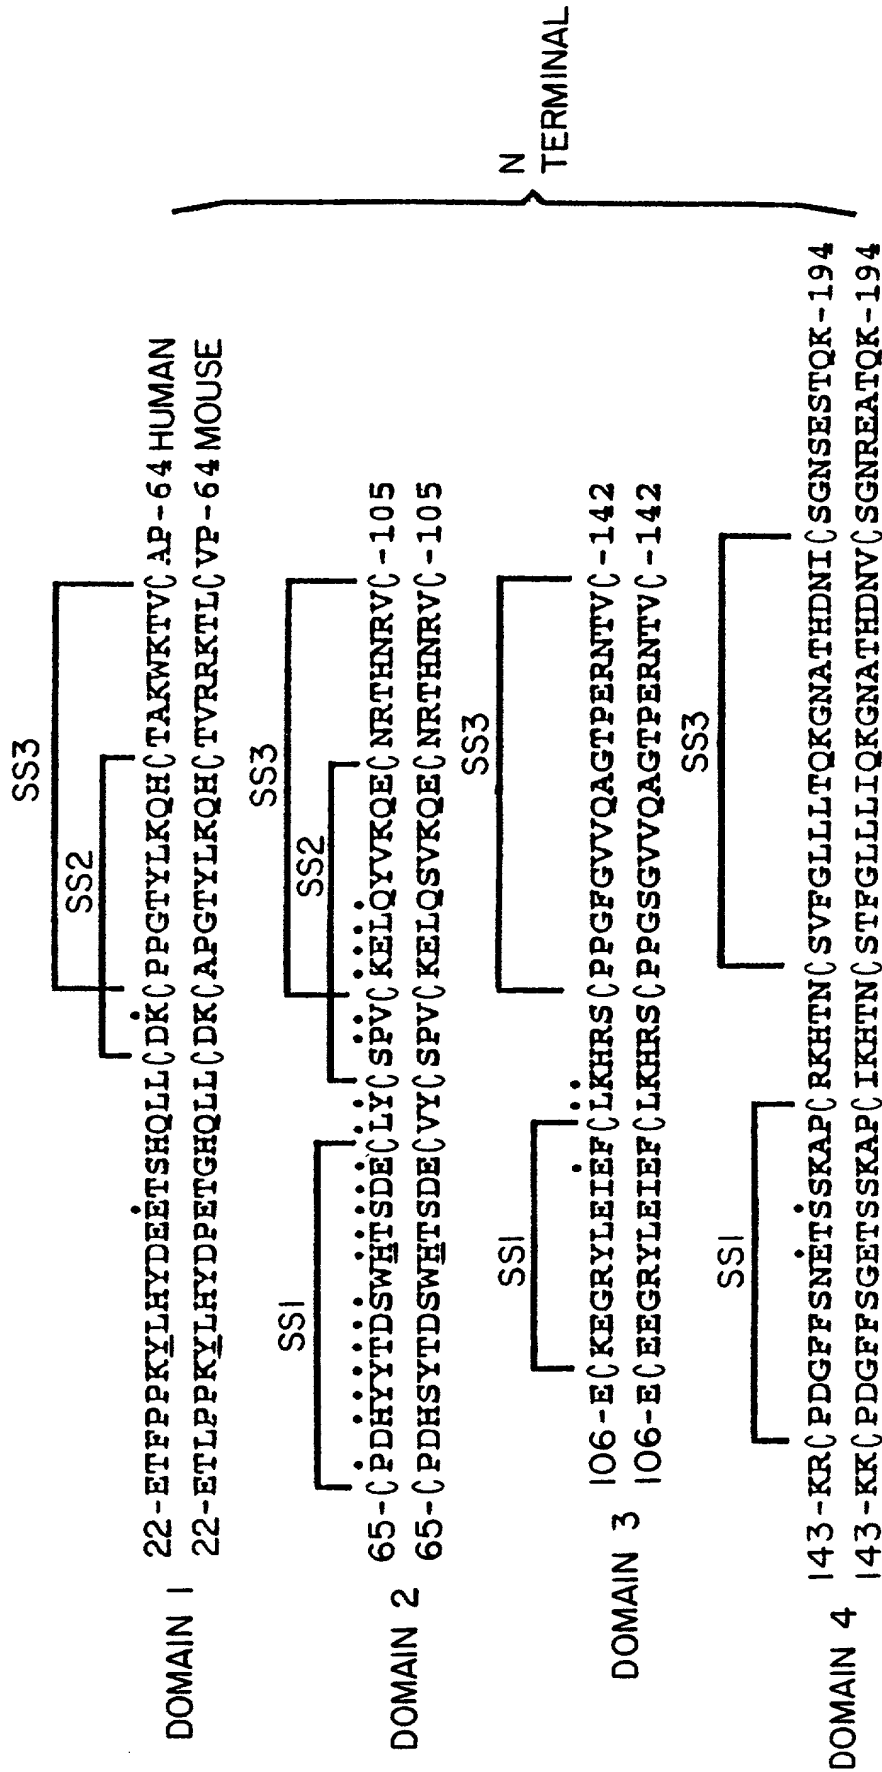 SS3
SS2
DOMAIN 1
22-ETFPPKYLHYDEETSHQLLCDKCPPGTYLKQHCTAKWKTVCAP-64 HUMAN
22-ETLPPKYLHYDPETGHQLLCDKCAPGTYLKQHCTVRRKTLCVP-64 MOUSE
SS3
SS1
SS2
DOMAIN 2
65-CPDHYYTDSWHTSDECLYCSPVCKELQYVKQECNRTHNRVC-105
65-CPDHSYTDSWHTSDECVYCSPVCKELQSVKQECNRTHNRVC-105
SS1
SS3
DOMAIN 3
106-ECKEGRYLEIEFCLKHRSCPPGFGVVQAGTPERNTVC-142
106-ECEEGRYLEIEFCLKHRSCPPGSGVVQAGTPERNTVC-142
SS1
SS3
DOMAIN 4
143-KRCPDGFFSNETSSKAPCRKHTNCSVFGLLLTQKGNATHDNICSGNSESTQK-194
143-KKCPDGFFSGETSSKAPCIKHTNCSTFGLLLIQKGNATHDNVCSGNREATQK-194
N
TERMINAL